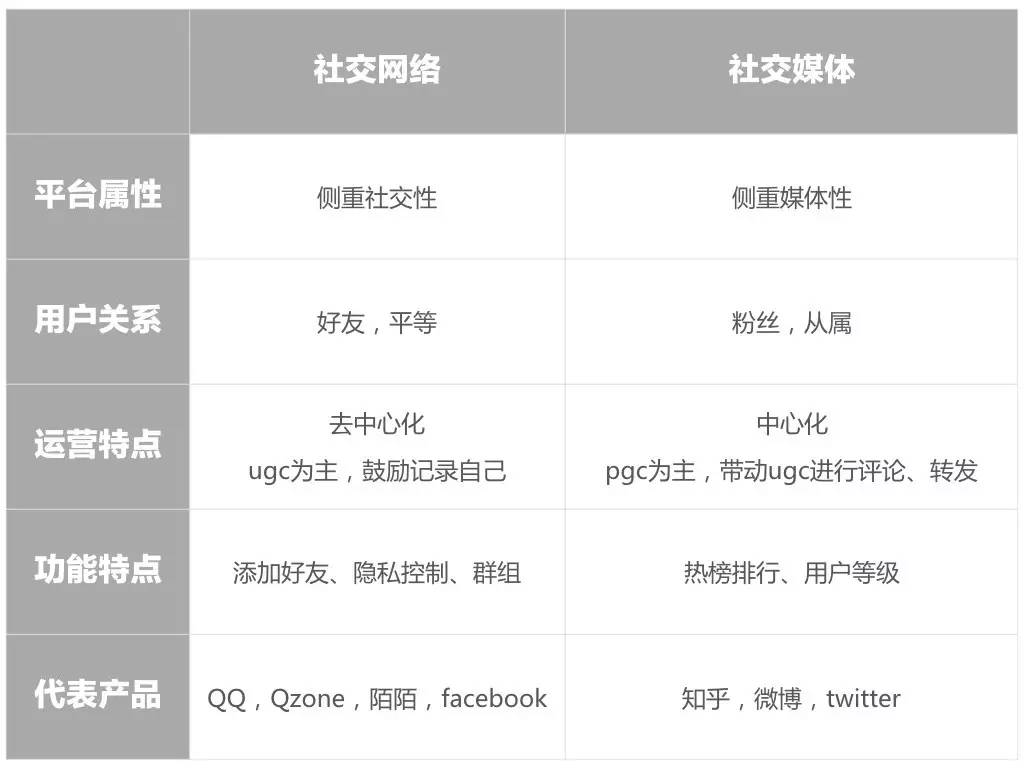 社交网络
社交媒体
平台属性
侧重社交性
侧重媒体性
用户关系
好友，平等
粉丝，从属
运营特点
去中心化
ugc为主，鼓励记录自己
中心化
pgc为主，带动ugc进行评论、转发
功能特点
添加好友、隐私控制、群组
热榜排行、用户等级
代表产品
QQ，Qzone，陌陌，facebook
知乎，微博，twitter